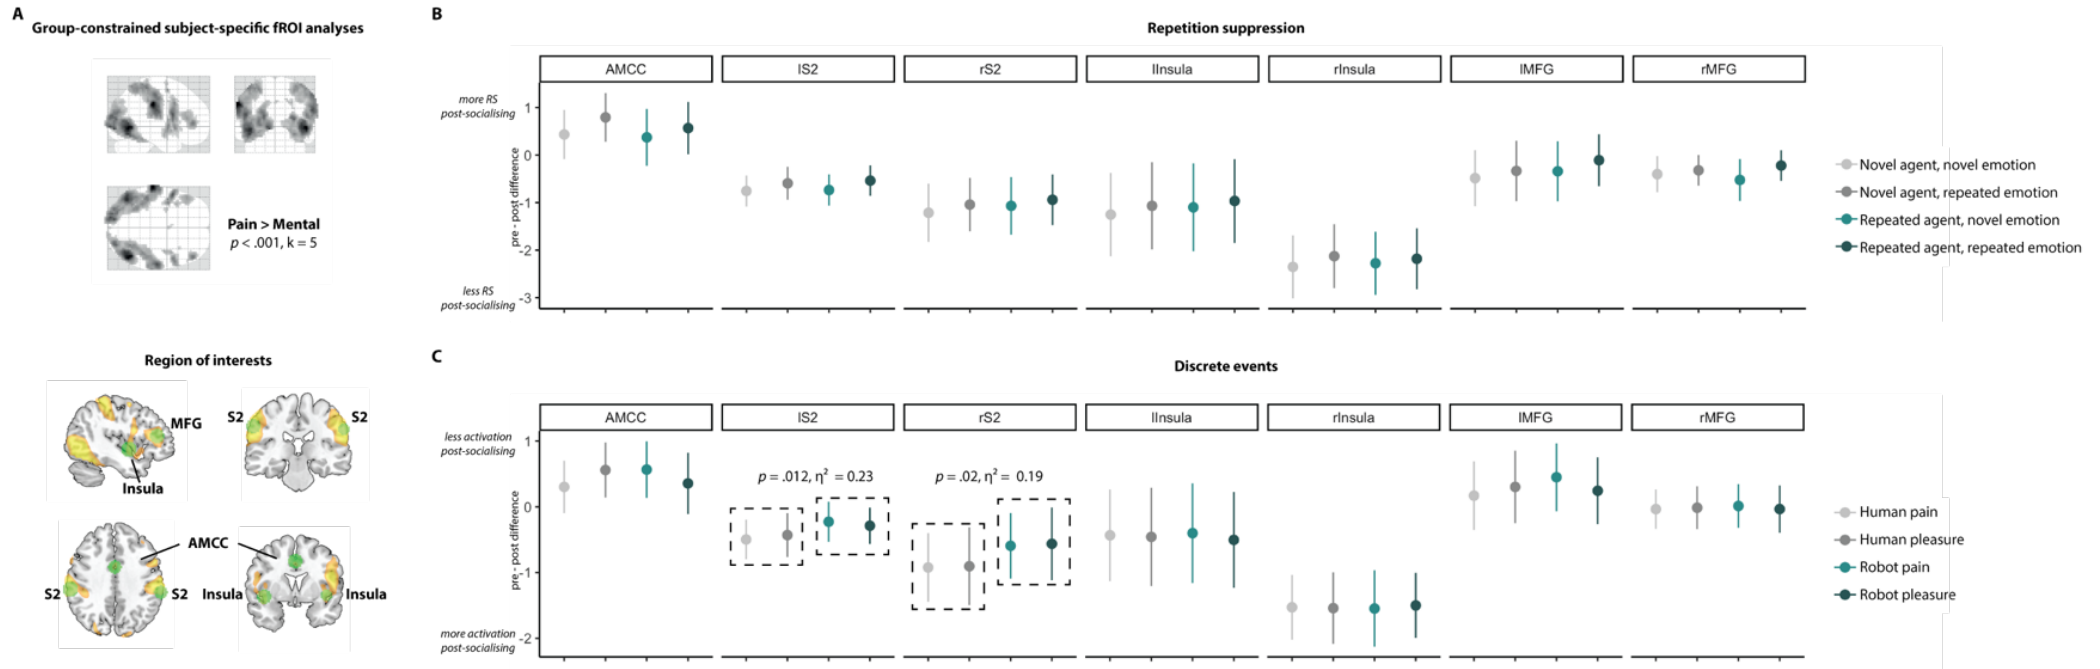 A
Group-constrained subject-specific fROI analyses
Pain > Mental
p < .001, k = 5
Region of interests
MFG
Insula
S2
S2
AMCC
S2
S2
Insula
Insula
B
Repetition suppression
AMCC
lS2
rS2
lInsula
rInsula
lMFG
rMFG
more RS
post-socialising
less RS
post-socialising
pre - post difference
1
0
-1
-2
-3
Novel agent, novel emotion
Novel agent, repeated emotion
Repeated agent, novel emotion
Repeated agent, repeated emotion
C
Discrete events
AMCC
lS2
rS2
lInsula
rInsula
lMFG
rMFG
less activation
post-socialising
more activation
post-socialising
pre - post difference
1
0
-1
-2
p = .012, η² = 0.23
p = .02, η² = 0.19
Human pain
Human pleasure
Robot pain
Robot pleasure